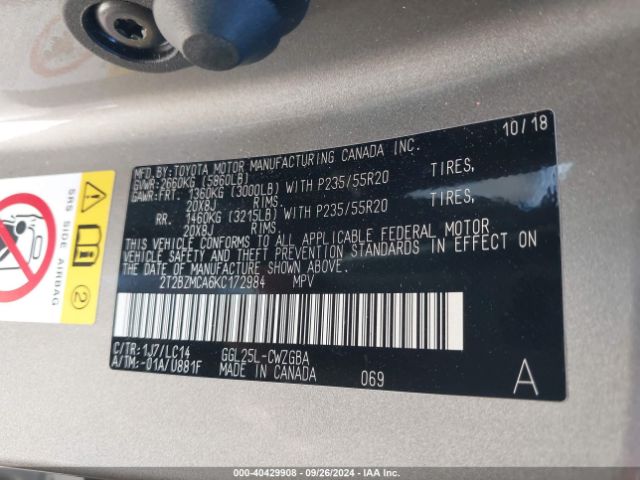 10/18
MFD.BY:TOYOTA MOTOR MANUFACTURING CANADA INC.
GVWR:2660KG (5860LB)
GAWR:FRT. 1360KG (3000LB) WITH P235/55R20 TIRES,
20X8J RIMS,
RR. 1460KG (3215LB) WITH P235/55R20 TIRES,
20X8J RIMS.
THIS VEHICLE CONFORMS TO ALL APPLICABLE FEDERAL MOTOR
VEHICLE SAFETY AND THEFT PREVENTION STANDARDS IN EFFECT ON
THE DATE OF MANUFACTURE SHOWN ABOVE.
2T2BZMCA6KC172984 MPV
C/TR:1J7/LC14 GGL25L-CWZGBA
A/TM:-01A/U881F MADE IN CANADA 069 A
SRS SIDE AIRBAG
2
000-40429908 - 09/26/2024 - IAA Inc.